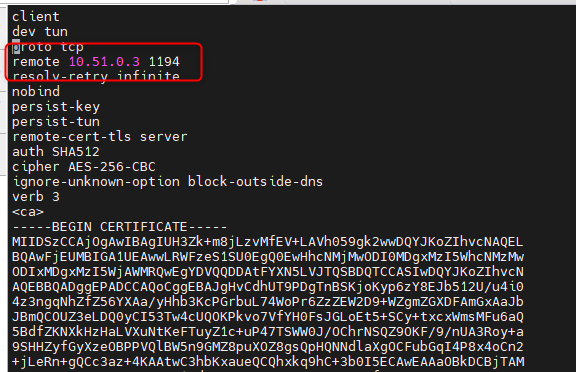 client
dev tun
proto tcp
remote 10.51.0.3 1194
resolv-retry infinite
nobind
persist-key
persist-tun
remote-cert-tls server
auth SHA512
cipher AES-256-CBC
ignore-unknown-option block-outside-dns
verb 3
<ca>
-----BEGIN CERTIFICATE-----
MIIDSzCCAjOgAwIBAgIUH3Zk+m8jLzvMfEV+LAVh059gk2wwDQYJKoZIhvcNAQEL
BQAwFjEUMBIGA1UEAwwLRWFzeS1SU0EgQ0EwHhcNMjMwODI0MDgxMzI5WhcNMzMw
ODIxMDgxMzI5WjAWMRQwEgYDVQQDDAtFYXN5LVJTQSBDQTCCASIwDQYJKoZIhvcN
AQEBBQADggEPADCCAQoCggEBAJgHvCdhUT9PDgTnBSKjoKyp6zY8EJb512U/u4i0
4z3ngqNhZfZ56YXAa/yHhb3KcPGrbuL74WoPr6ZzZEW2D9+WZgmZGXDFAmGxAaJb
JBmQCOUZ3eLDQ0yCI53Tw4cUQOKPkvo7VfYH0FsJGLoEt5+SCy+txcxWmsMFu6aQ
5BdfZKNXkHzHaLVXuNtKeFTuyZ1c+uP47TSWW0J/OChrNSQZ9OKF/9/nUA3Roy+a
9SHHZyfGyXzeOBPPVQlBW5n9GMZ8puXOZ8gsQpHQNNdlaXgOCFubGqI4P8x4oCn2
+jLeRn+gQCc3az+4KAAtwC3hbKxaueQCQhxkq9hC+3b0I5ECAwEAAaOBkDCBjTAM